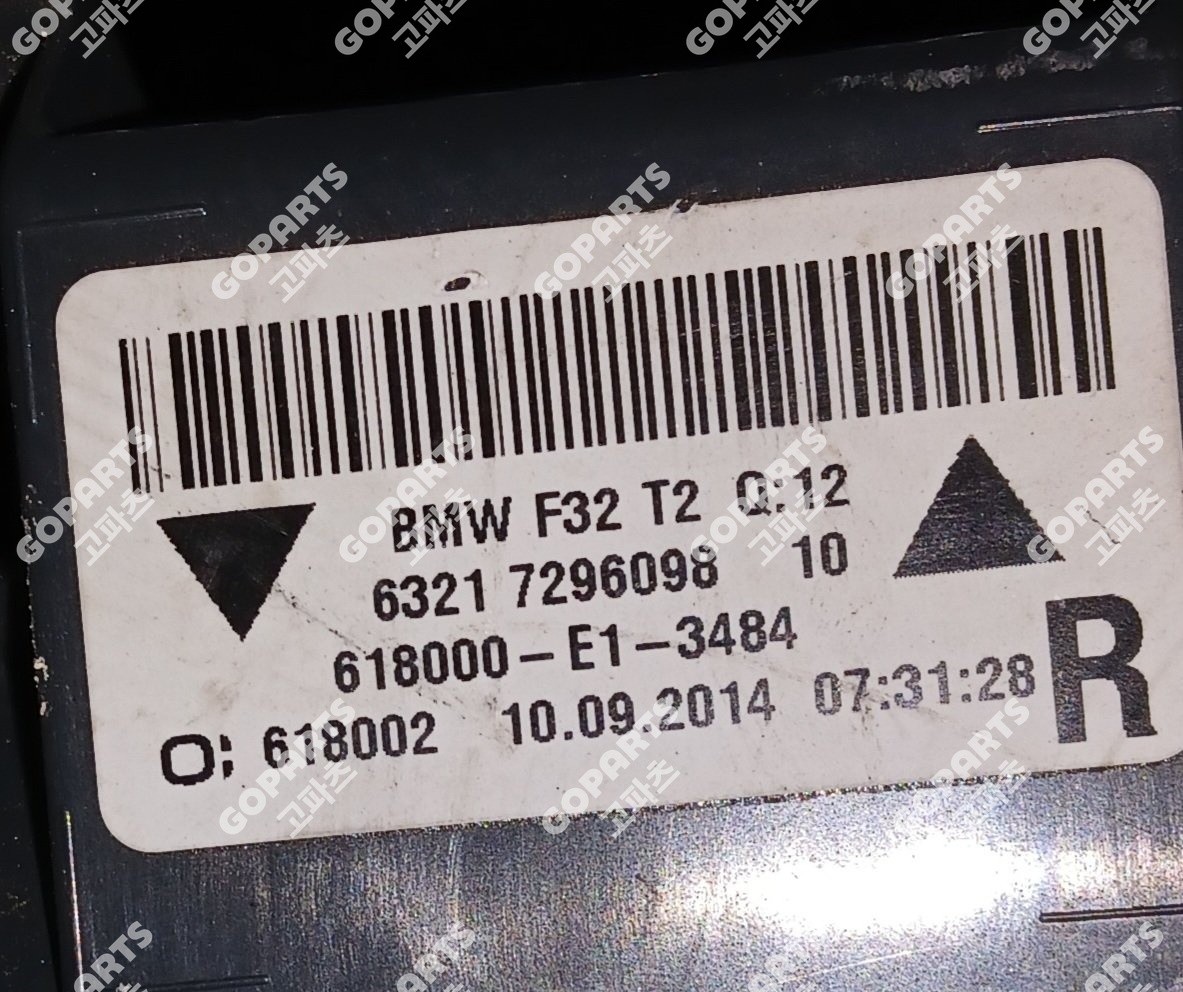 BMW F32 T2 Q:12
6321 7296098 10
618000-E1-3484
O; 618002 10.09.2014 07:31:28
R
GOPARTS
고파츠